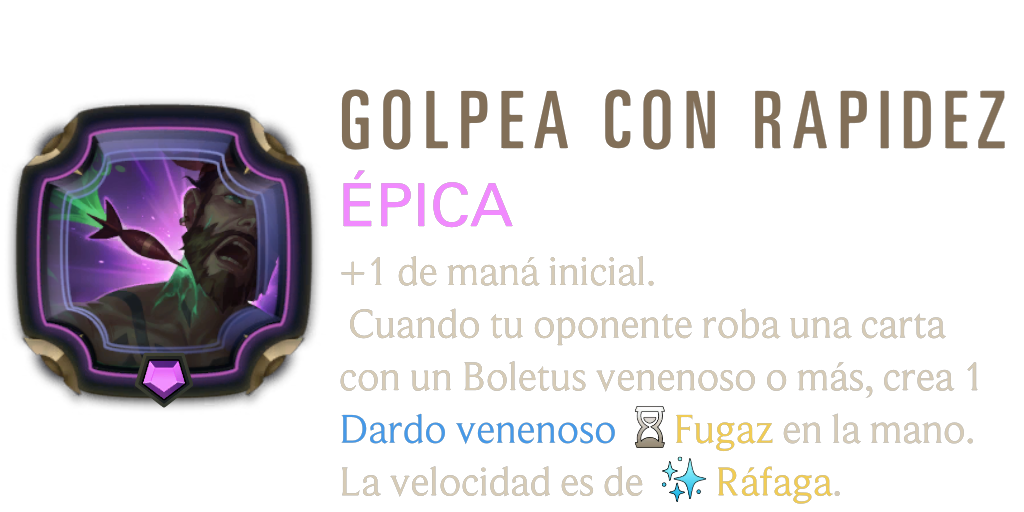 GOLPEA CON RAPIDEZ
ÉPICA
+1 de maná inicial.
Cuando tu oponente roba una carta
con un Boletus venenoso o más, crea 1
Dardo venenoso Fugaz en la mano.
La velocidad es de Ráfaga.